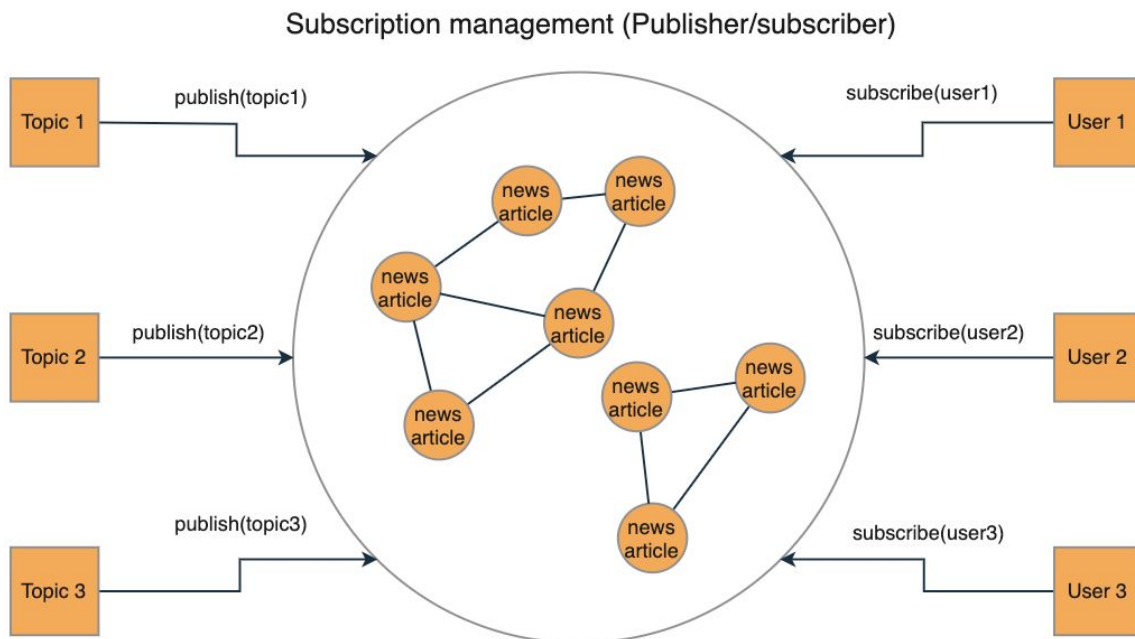 Subscription management (Publisher/subscriber)
publish(topic1)
subscribe(user1)
Topic 1
User 1
news
article
news
article
news
article
news
article
publish(topic2)
subscribe(user2)
Topic 2
User 2
news
article
news
article
news
article
publish(topic3)
subscribe(user3)
news
article
Topic 3
User 3